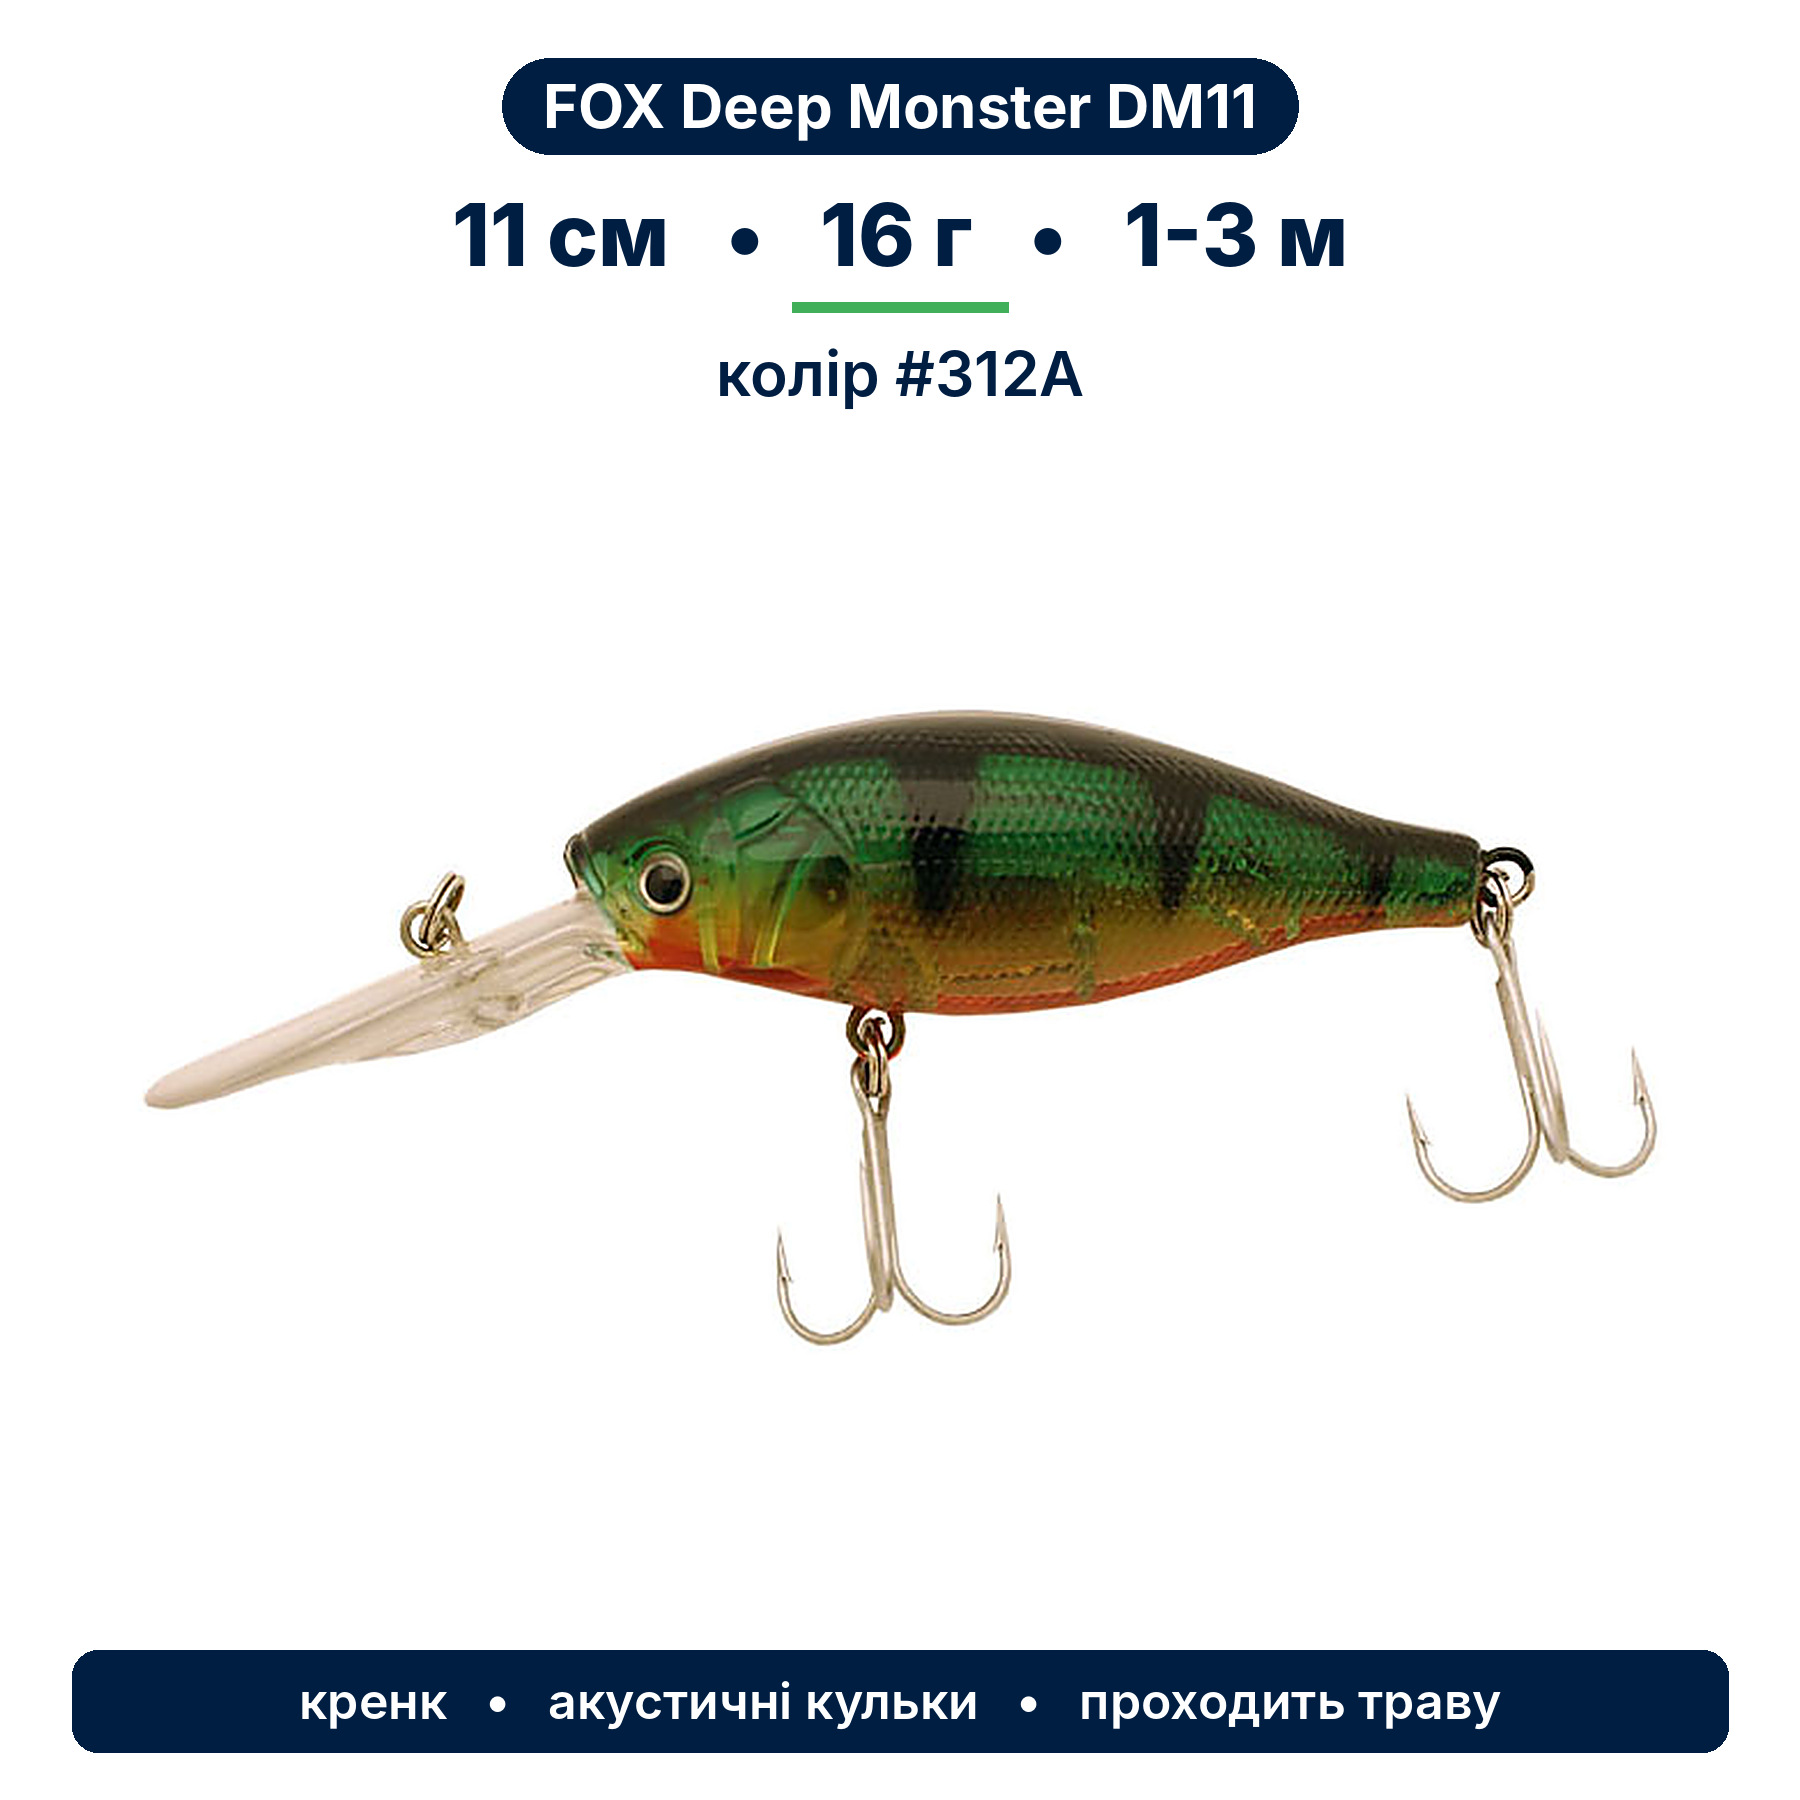 FOX Deep Monster DM11
11 см • 16 г • 1-3 м
колір #312A
кренк • акустичні кульки • проходить траву